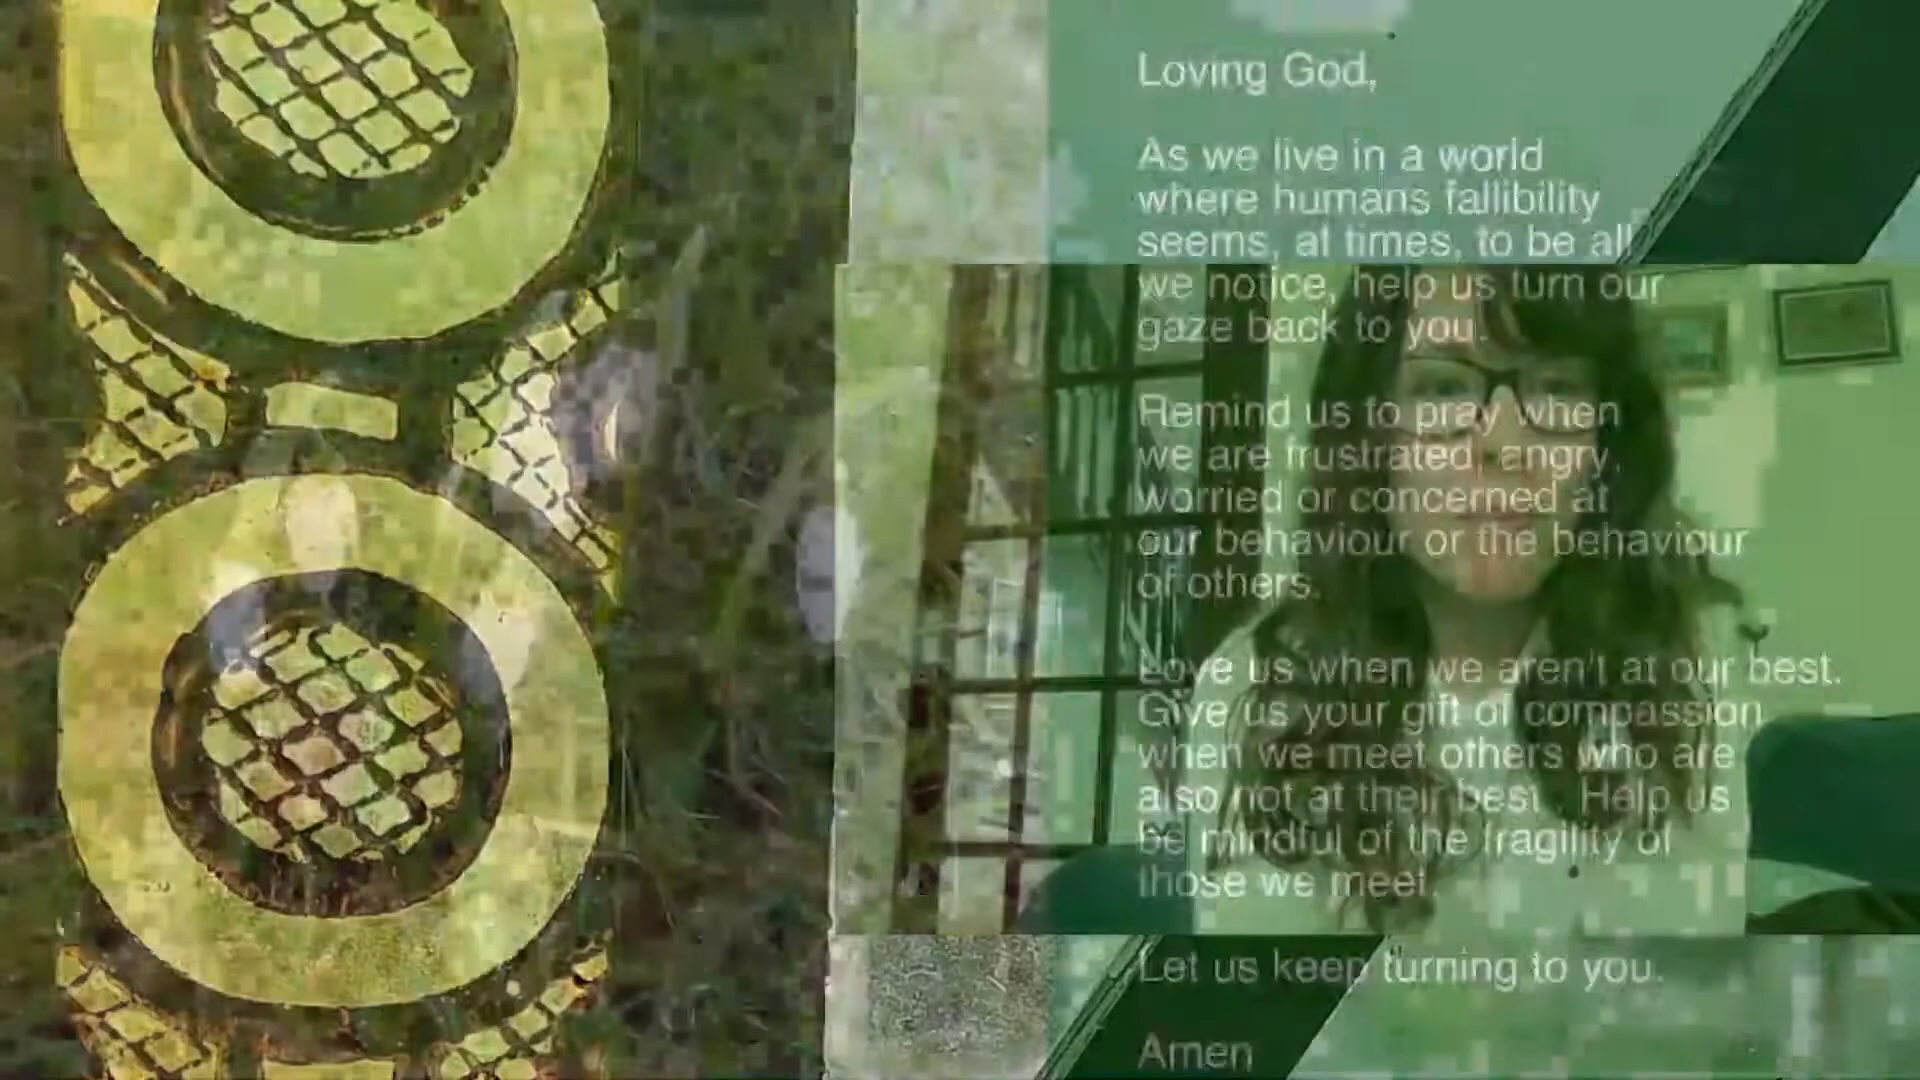 Loving God,
As we live in a world
where humans fallibility
seems, at times, to be all
we notice, help us turn our
gaze back to you.
Remind us to pray when
we are frustrated, angry,
worried or concerned at
our behaviour or the behaviour
of others.
Love us when we aren't at our best.
Give us your gift of compassion
when we meet others who are
also not at their best. Help us
be mindful of the fragility of
those we meet.
Let us keep turning to you.
Amen